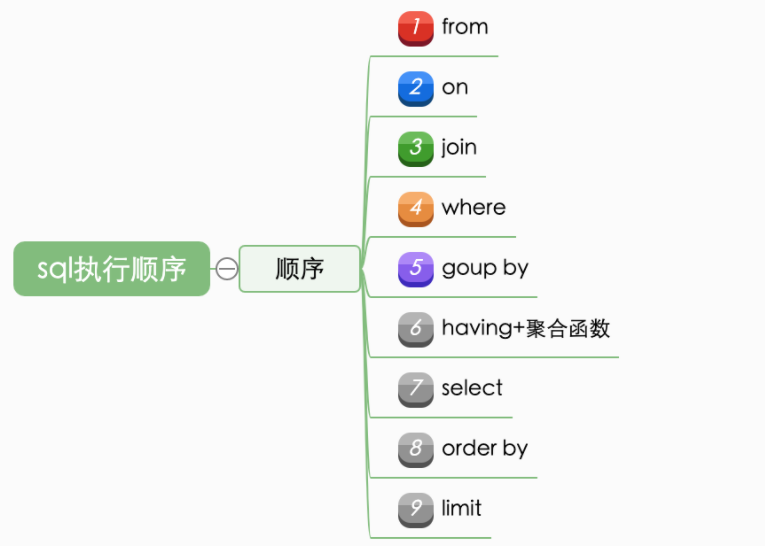 1 from
2 on
3 join
4 where
sql执行顺序
顺序
5 goup by
6 having+聚合函数
7 select
8 order by
9 limit